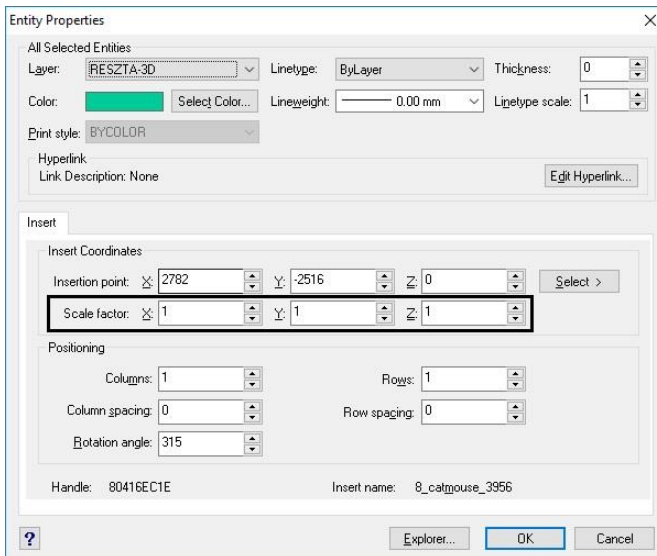 Entity Properties
All Selected Entities
Layer: RESZTA-3D Linetype: ByLayer Thickness: 0
Color: Select Color... Lineweight: 0.00 mm Linetype scale: 1
Print style: BYCOLOR
Hyperlink
Link Description: None Edit Hyperlink...
Insert
Insert Coordinates
Insertion point: X: 2782 Y: -2516 Z: 0 Select >
Scale factor: X: 1 Y: 1 Z: 1
Positioning
Columns: 1 Rows: 1
Column spacing: 0 Row spacing: 0
Rotation angle: 315
Handle: 80416EC1E Insert name: 8_catmouse_3956
? Explorer... OK Cancel